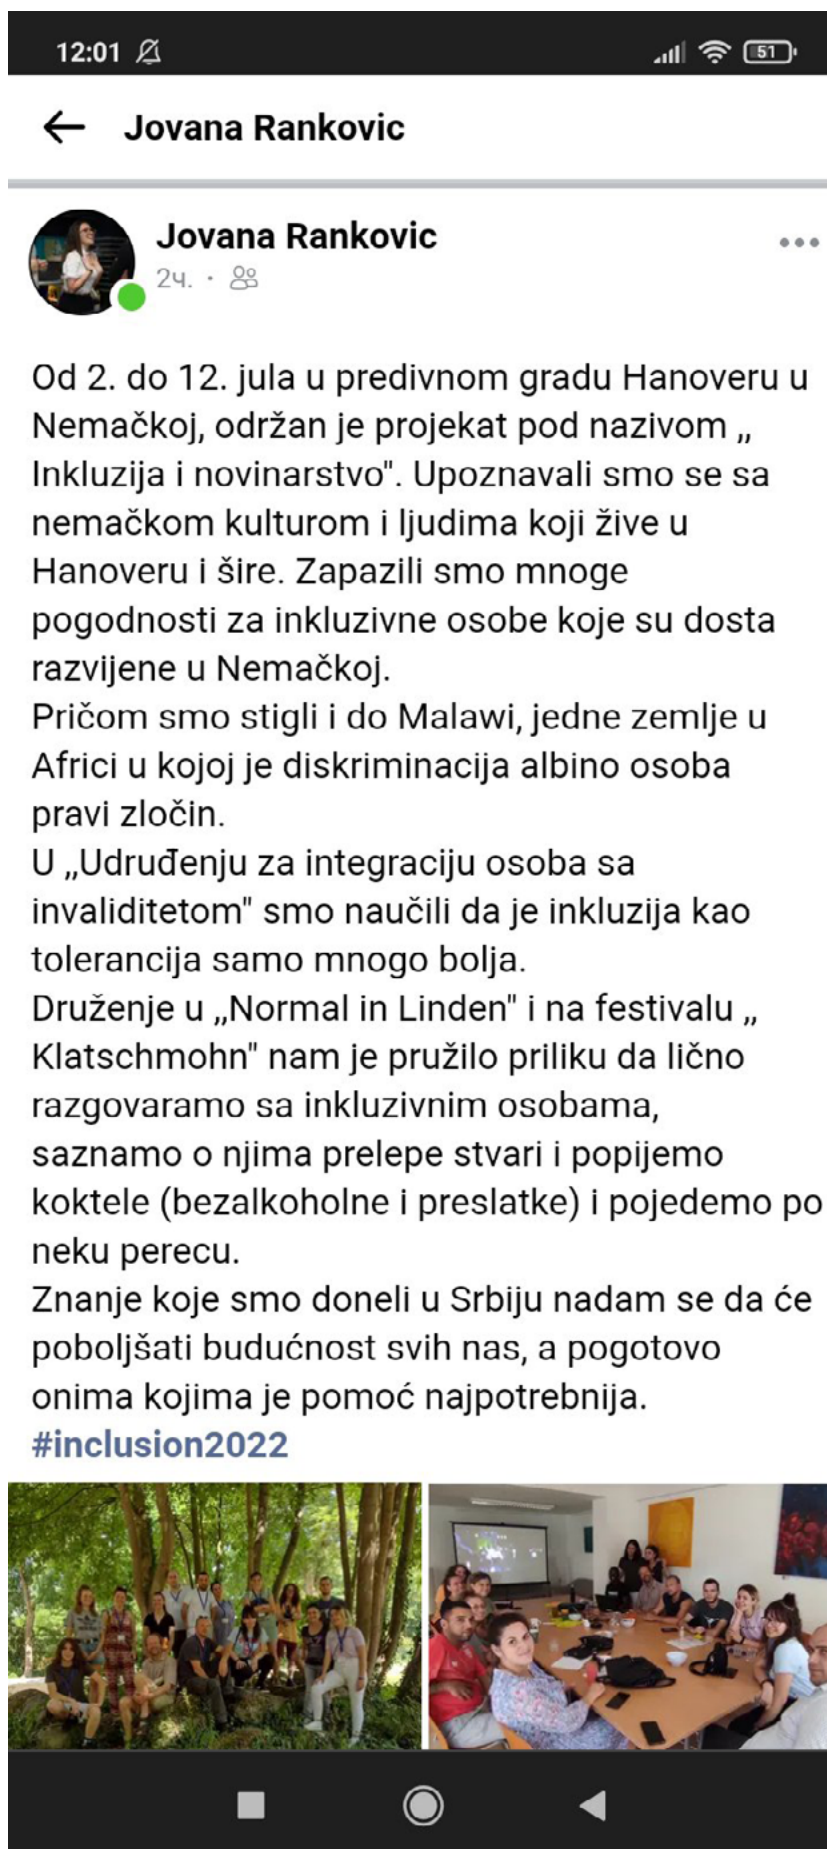 12:01
51
Jovana Rankovic
Jovana Rankovic
2ч. ·
Od 2. do 12. jula u predivnom gradu Hanoveru u
Nemačkoj, održan je projekat pod nazivom ,,
Inkluzija i novinarstvo". Upoznavali smo se sa
nemačkom kulturom i ljudima koji žive u
Hanoveru i šire. Zapazili smo mnoge
pogodnosti za inkluzivne osobe koje su dosta
razvijene u Nemačkoj.
Pričom smo stigli i do Malawi, jedne zemlje u
Africi u kojoj je diskriminacija albino osoba
pravi zločin.
U ,,Udruđenju za integraciju osoba sa
invaliditetom" smo naučili da je inkluzija kao
tolerancija samo mnogo bolja.
Druženje u ,,Normal in Linden" i na festivalu ,,
Klatschmohn" nam je pružilo priliku da lično
razgovaramo sa inkluzivnim osobama,
saznamo o njima prelepe stvari i popijemo
koktele (bezalkoholne i preslatke) i pojedemo po
neku perecu.
Znanje koje smo doneli u Srbiju nadam se da će
poboljšati budućnost svih nas, a pogotovo
onima kojima je pomoć najpotrebnija.
#inclusion2022